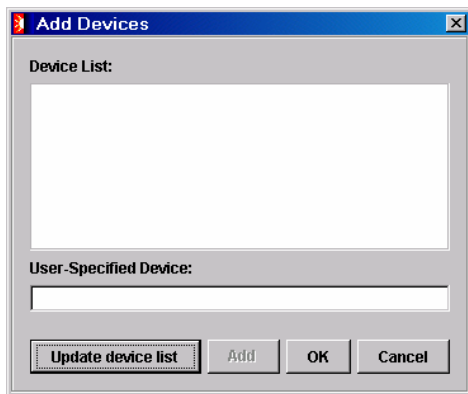 Add Devices
Device List:
User-Specified Device:
Update device list Add OK Cancel